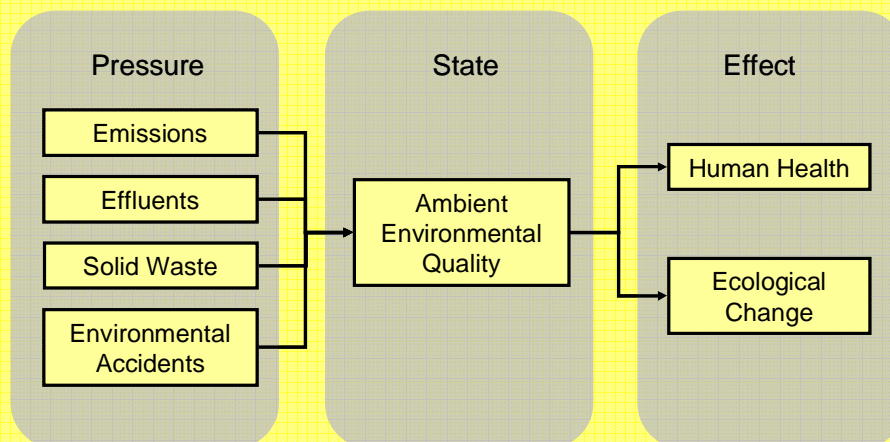 Pressure
Emissions
Effluents
Solid Waste
Environmental
Accidents
State
Ambient
Environmental
Quality
Effect
Human Health
Ecological
Change